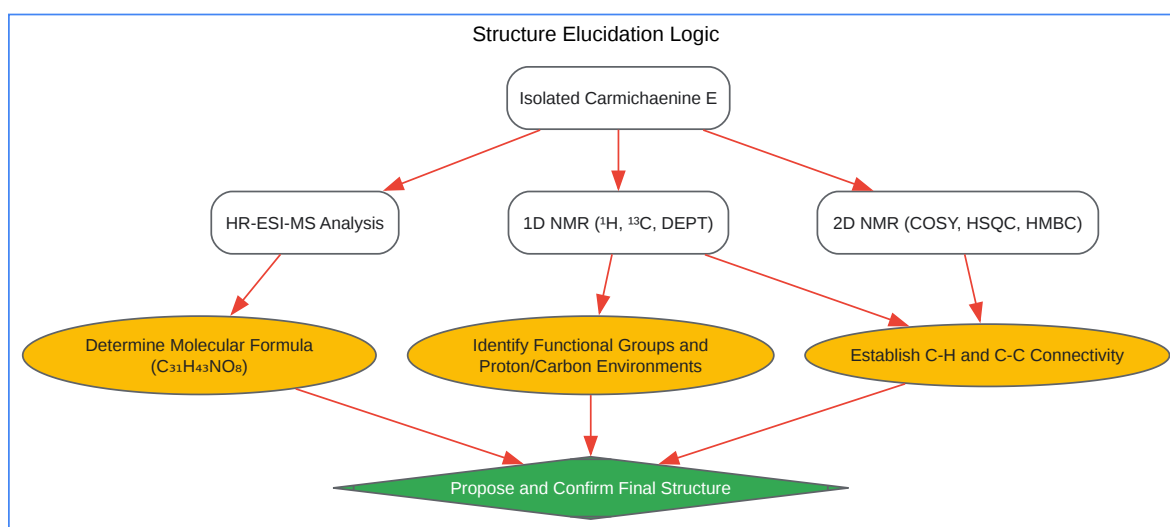 Structure Elucidation Logic
Isolated Carmichaenine E
HR-ESI-MS Analysis
1D NMR (¹H, ¹³C, DEPT)
2D NMR (COSY, HSQC, HMBC)
Determine Molecular Formula
(C₃₁H₄₃NO₈)
Identify Functional Groups and
Proton/Carbon Environments
Establish C-H and C-C Connectivity
Propose and Confirm Final Structure